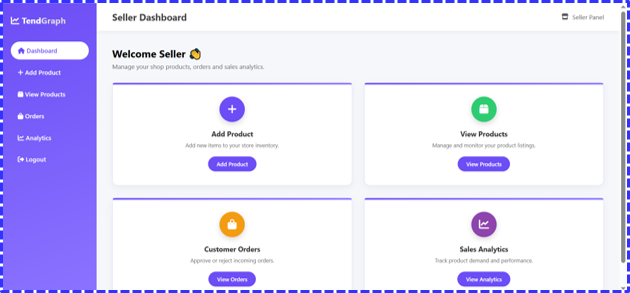 TendGraph
Dashboard
Add Product
View Products
Orders
Analytics
Logout
Seller Dashboard
Seller Panel
Welcome Seller 👏
Manage your shop products, orders and sales analytics.
Add Product
Add new items to your store inventory.
Add Product
View Products
Manage and monitor your product listings.
View Products
Customer Orders
Approve or reject incoming orders.
View Orders
Sales Analytics
Track product demand and performance.
View Analytics